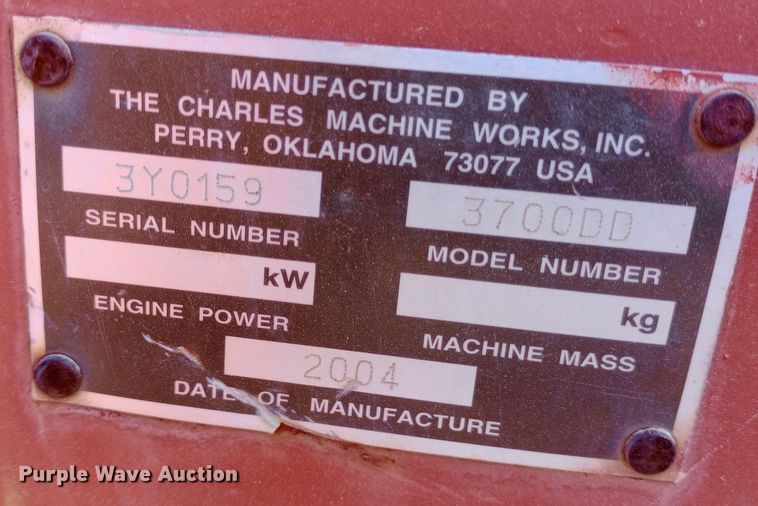 MANUFACTURED BY
THE CHARLES MACHINE WORKS, INC.
PERRY, OKLAHOMA 73077 USA
3Y0159
3700DD
SERIAL NUMBER
MODEL NUMBER
kW
kg
ENGINE POWER
MACHINE MASS
2004
DATE OF MANUFACTURE
Purple Wave Auction